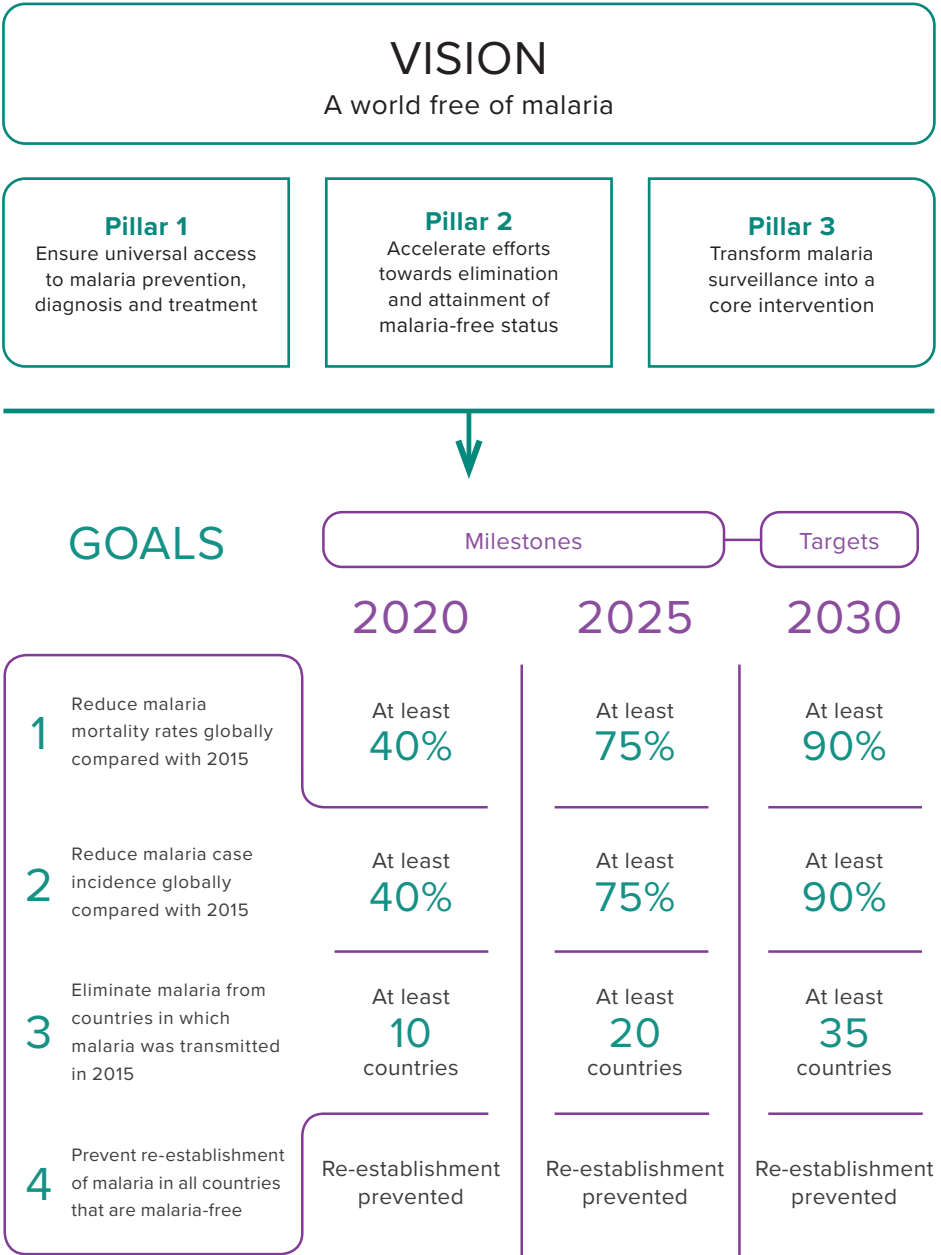 VISION
A world free of malaria
Pillar 1
Ensure universal access
to malaria prevention,
diagnosis and treatment
Pillar 2
Accelerate efforts
towards elimination
and attainment of
malaria-free status
Pillar 3
Transform malaria
surveillance into a
core intervention
GOALS
Milestones
Targets
2020
2025
2030
1
Reduce malaria
mortality rates globally
compared with 2015
At least
40%
At least
75%
At least
90%
2
Reduce malaria case
incidence globally
compared with 2015
At least
40%
At least
75%
At least
90%
3
Eliminate malaria from
countries in which
malaria was transmitted
in 2015
At least
10
countries
At least
20
countries
At least
35
countries
4
Prevent re-establishment
of malaria in all countries
that are malaria-free
Re-establishment
prevented
Re-establishment
prevented
Re-establishment
prevented